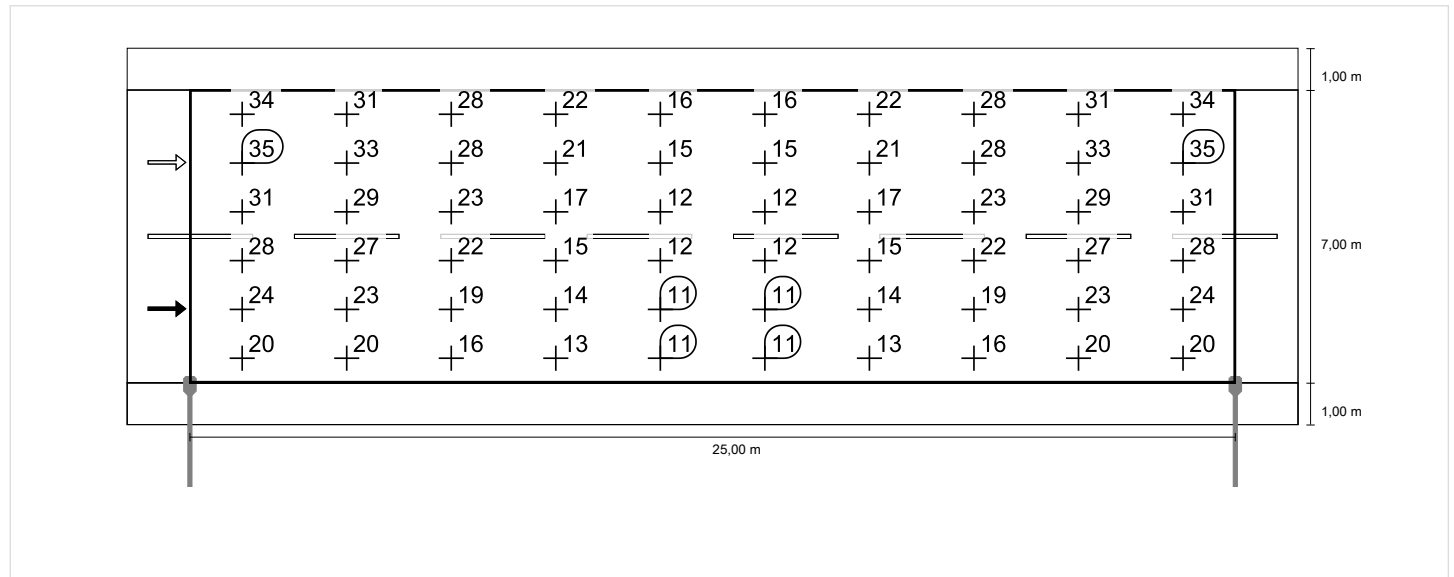 1,00 m
34 31 28 22 16 16 22 28 31 34
35 33 28 21 15 15 21 28 33 35
31 29 23 17 12 12 17 23 29 31
7,00 m
28 27 22 15 12 12 15 22 27 28
24 23 19 14 11 11 14 19 23 24
20 20 16 13 11 11 13 16 20 20
1,00 m
25,00 m